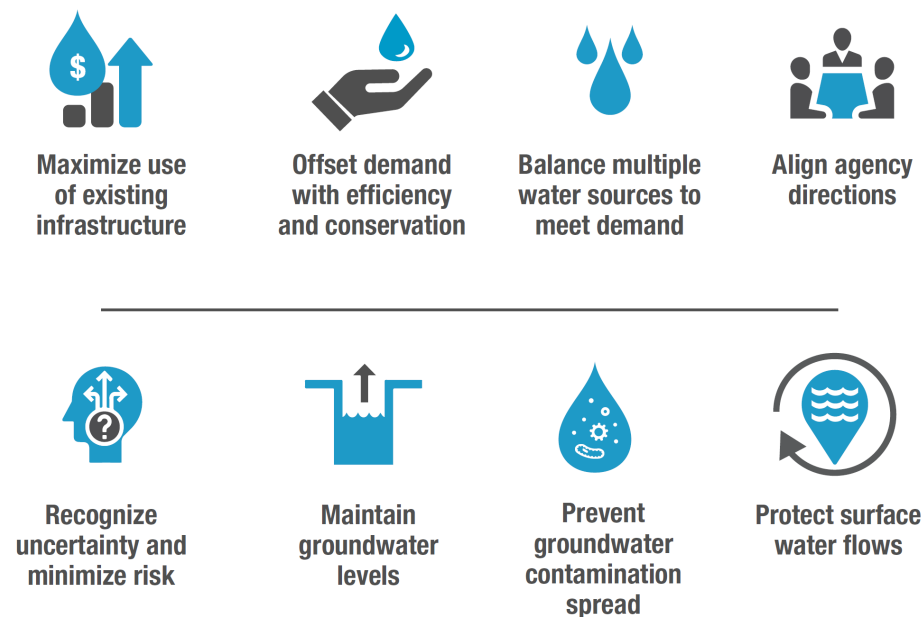 $
Maximize use
of existing
infrastructure
Offset demand
with efficiency
and conservation
Balance multiple
water sources to
meet demand
Align agency
directions
?
Recognize
uncertainty and
minimize risk
Maintain
groundwater
levels
Prevent
groundwater
contamination
spread
Protect surface
water flows